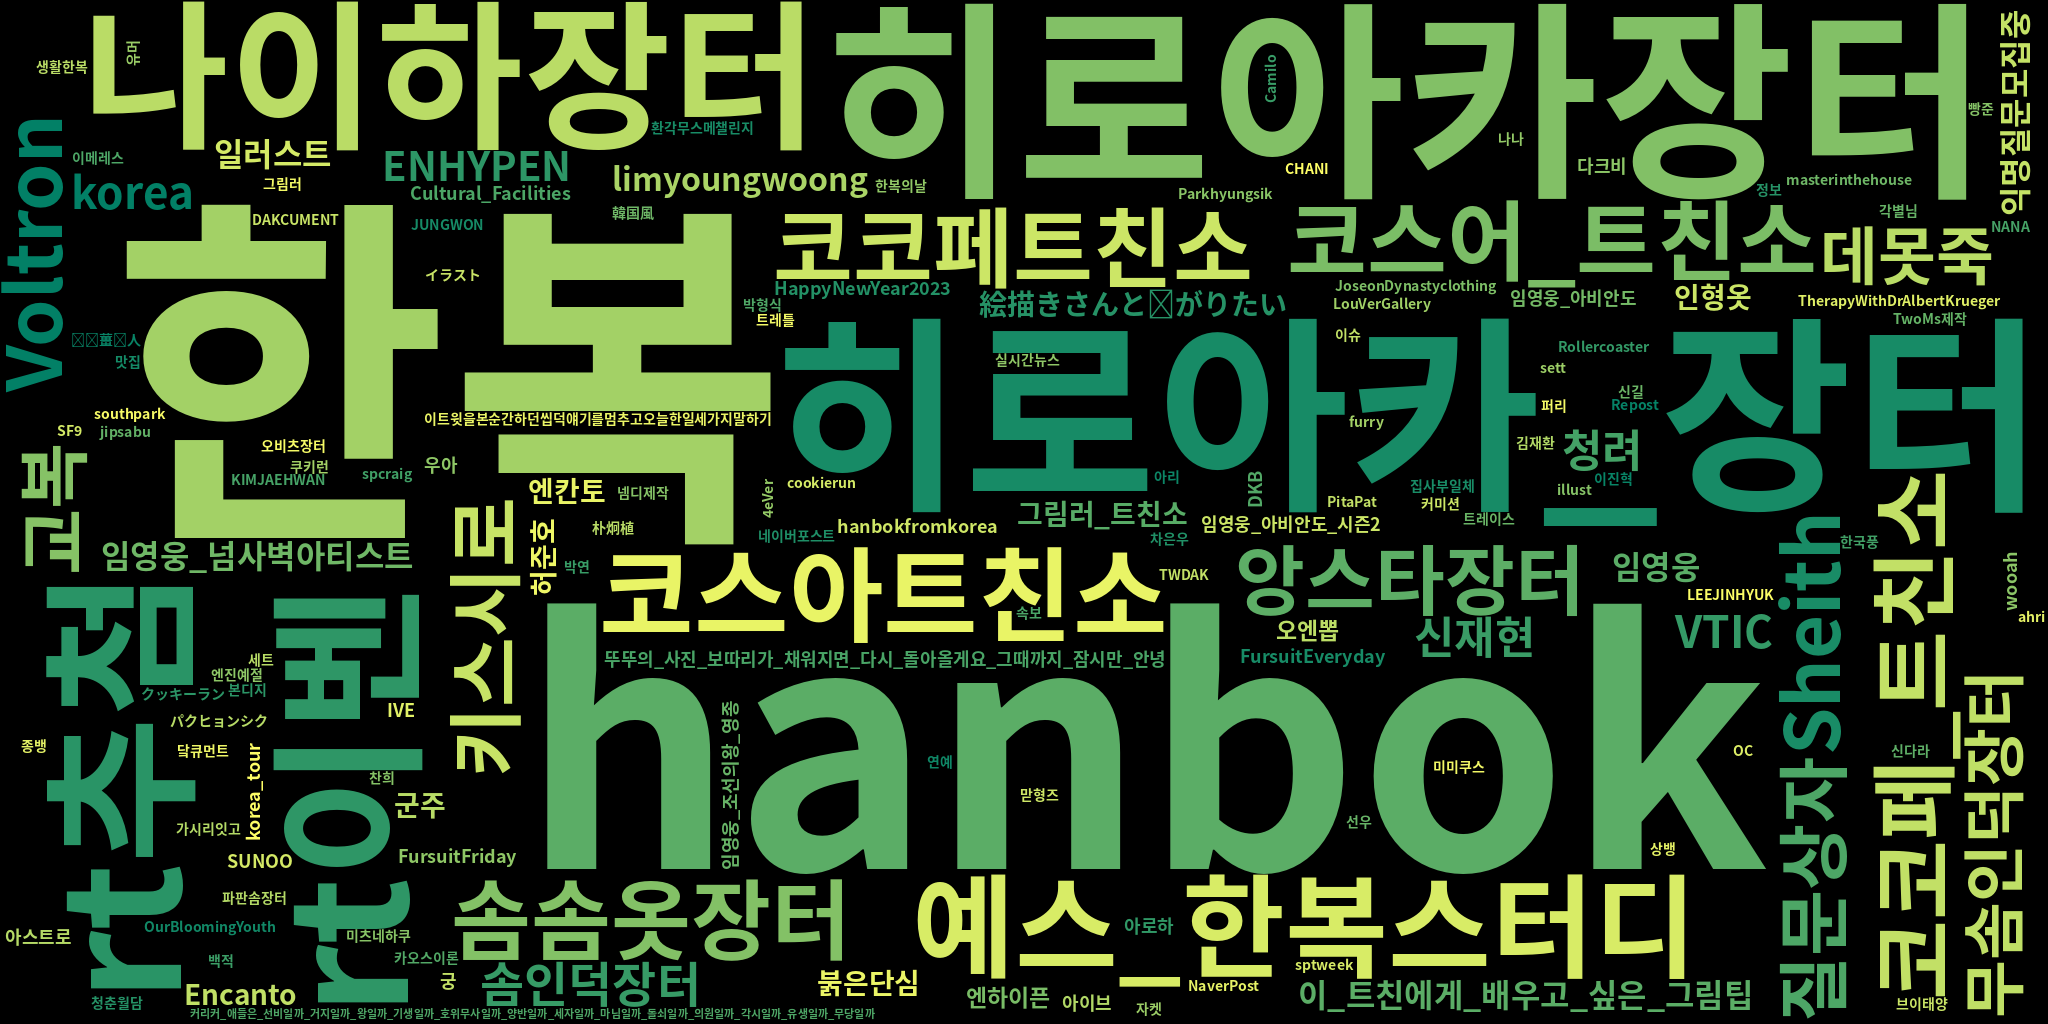 나이하장터
히로아카장터
생활한복
유머
Camilo
환각무스메챌린지
나나
빵준
익명질문모집중
Voltron
이메레스
일러스트
그림러
korea
ENHYPEN
Cultural_Facilities
limyoungwoong
한복의날
CHANI
Parkhyungsik
다크비
정보
masterinthehouse
각별님
NANA
DAKCUMENT
JUNGWON
韓国風
한복
イラスト
코코페트친소
코스어_트친소
데못죽
HappyNewYear2023
박형식
트레틀
JoseonDynastyclothing
LouVerGallery
임영웅_아비안도
인형옷
TherapyWithDrAlbertKrueger
TwoMs제작
맛집
히로아카_장터
실시간뉴스
이슈
Rollercoaster
sett
신길
Repost
퍼리
furry
southpark
jipsabu
SF9
이트윗을본순간하던씹덕얘기를멈추고오늘한일세가지말하기
오비츠장터
쿠키런
KIMJAEHWAN
spcraig
우아
김재환
청려
이진혁
아리
교복
엔칸토
넴디제작
4eVer
cookierun
DKB
PitaPat
집사부일체
커미션
illust
트레이스
朴炯植
hanbokfromkorea
그림러_트친소
임영웅_아비안도_시즌2
네이버포스트
차은우
한국풍
임영웅_넘사벽아티스트
키스시로
허준호
박연
코스아트친소
TWDAK
앙스타장터
임영웅
LEEJINHYUK
Sheith
코코페_트친소
wooah
ahri
속보
오엔뽑
신재현
VTIC
FursuitEveryday
뚜뚜의_사진_보따리가_채워지면_다시_돌아올게요_그때까지_잠시만_안녕
rt추첨
rt이벤
세트
엔진예절
クッキーラン
본디지
パクヒョンシク
IVE
종뱅
닼큐먼트
korea_tour
찬희
군주
가시리잇고
SUNOO
FursuitFriday
hanbok
임영웅_조선의왕_영종
연예
맏형즈
미미쿠스
OC
선우
상뱅
질문상자
신다라
무솜인덕장터
파판솜장터
아스트로
OurBloomingYouth
미츠네하쿠
백적
카오스이론
궁
청춘월담
Encanto
솜솜옷장터
솜인덕장터
붉은단심
예스_한복스터디
아로하
sptweek
엔하이픈
아이브
자켓
NaverPost
이_트친에게_배우고_싶은_그림팁
브이태양
커리커_애들은_선비일까_거지일까_왕일까_기생일까_호위무사일까_양반일까_세자일까_마님일까_돌쇠일까_의원일까_각시일까_유생일까_무당일까